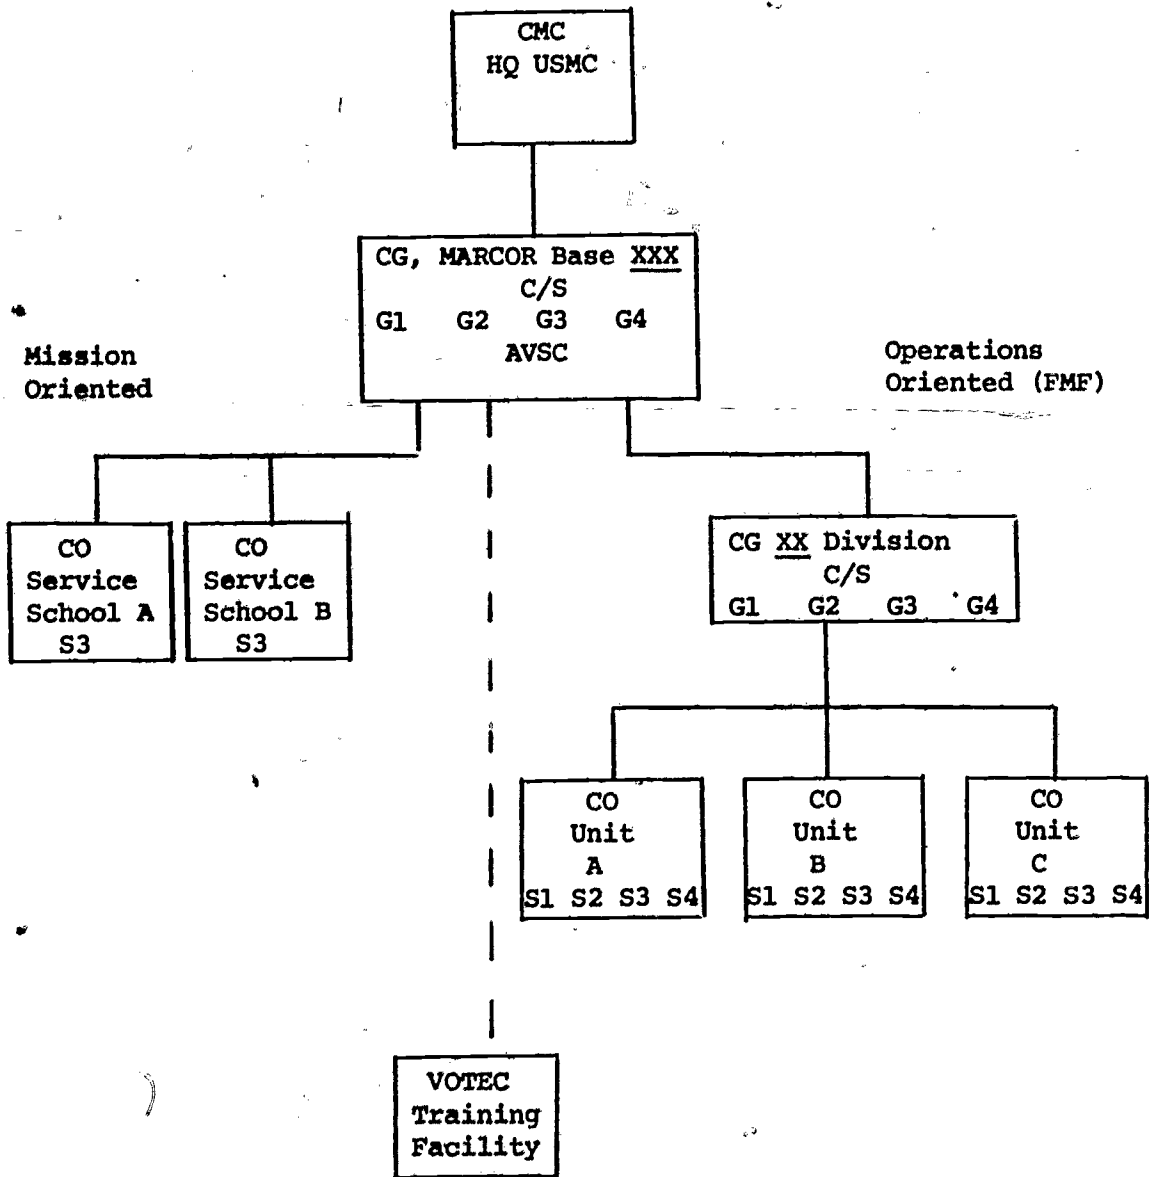 CMC
HQ USMC
CG, MARCOR Base XXX
C/S
G1 G2 G3 G4
AVSC
Mission
Oriented
Operations
Oriented (FMF)
CO
Service
School A
S3
CO
Service
School B
S3
CG XX Division
C/S
G1 G2 G3 G4
CO
Unit
A
S1 S2 S3 S4
CO
Unit
B
S1 S2 S3 S4
CO
Unit
C
S1 S2 S3 S4
VOTEC
Training
Facility